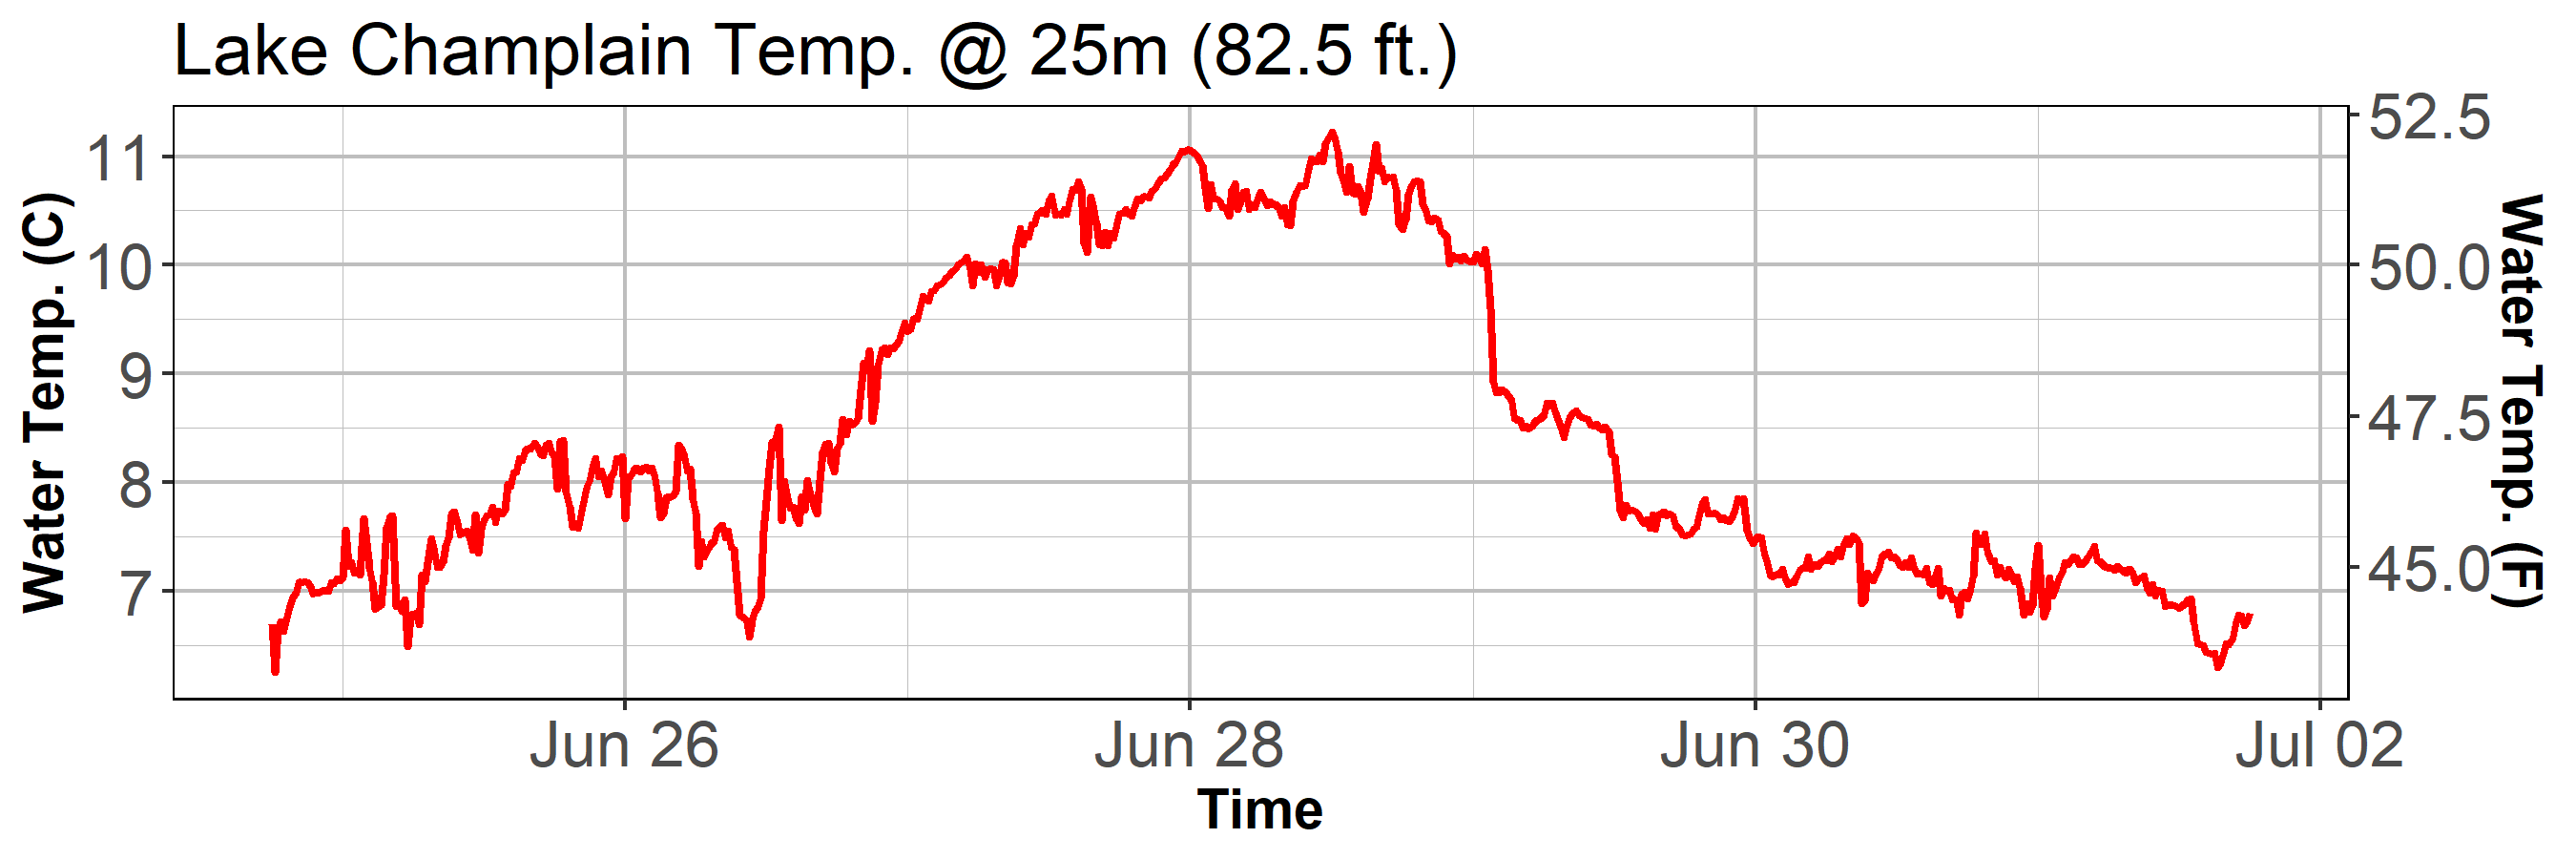 Lake Champlain Temp. @ 25m (82.5 ft.)
Water Temp. (C)
11
10
9
8
7
52.5
50.0
47.5
45.0
Water Temp. (F)
Jun 26 Jun 28 Jun 30 Jul 02
Time